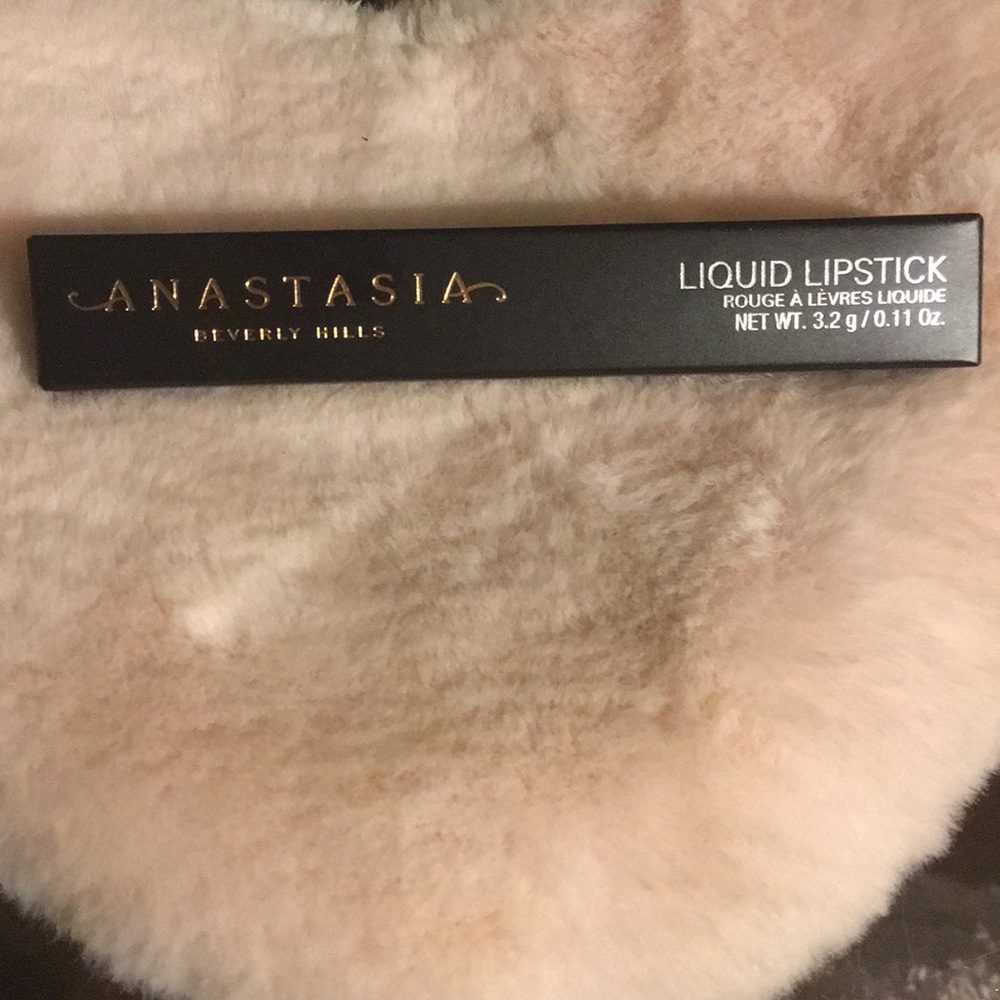 ANASTASIA
BEVERLY HILLS
LIQUID LIPSTICK
ROUGE À LÈVRES LIQUIDE
NET WT. 3.2 g / 0.11 Oz.